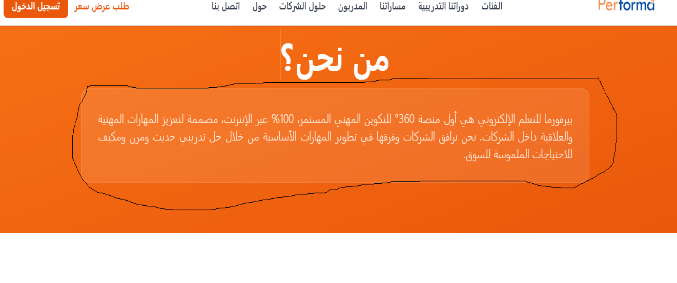 Performa
الفئات
دوراتنا التدريبية
مساراتنا
المدربون
حلول الشركات
حول
اتصل بنا
طلب عرض سعر
تسجيل الدخول
من نحن؟
بيرفورما للتعلم الإلكتروني هي أول منصة 360° للتكوين المهني المستمر، 100% عبر الإنترنت، مصممة لتعزيز المهارات المهنية
والعلاقية داخل الشركات. نحن نرافق الشركات وفرقها في تطوير المهارات الأساسية من خلال حل تدريبي حديث ومرن ومكيف
للاحتياجات الملموسة للسوق.